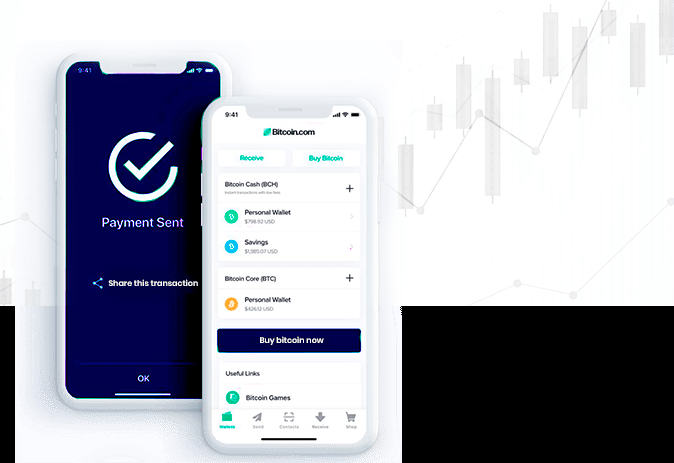 9:41
Payment Sent
Share this transaction
OK
9:41
Bitcoin.com
Receive
Buy Bitcoin
Bitcoin Cash (BCH)
Instant transactions with low fees
Personal Wallet
$798.92 USD
Savings
$1,585.07 USD
Bitcoin Core (BTC)
Personal Wallet
$426.12 USD
Buy bitcoin now
Useful Links
Bitcoin Games
Wallets
Send
Contacts
Receive
Shop